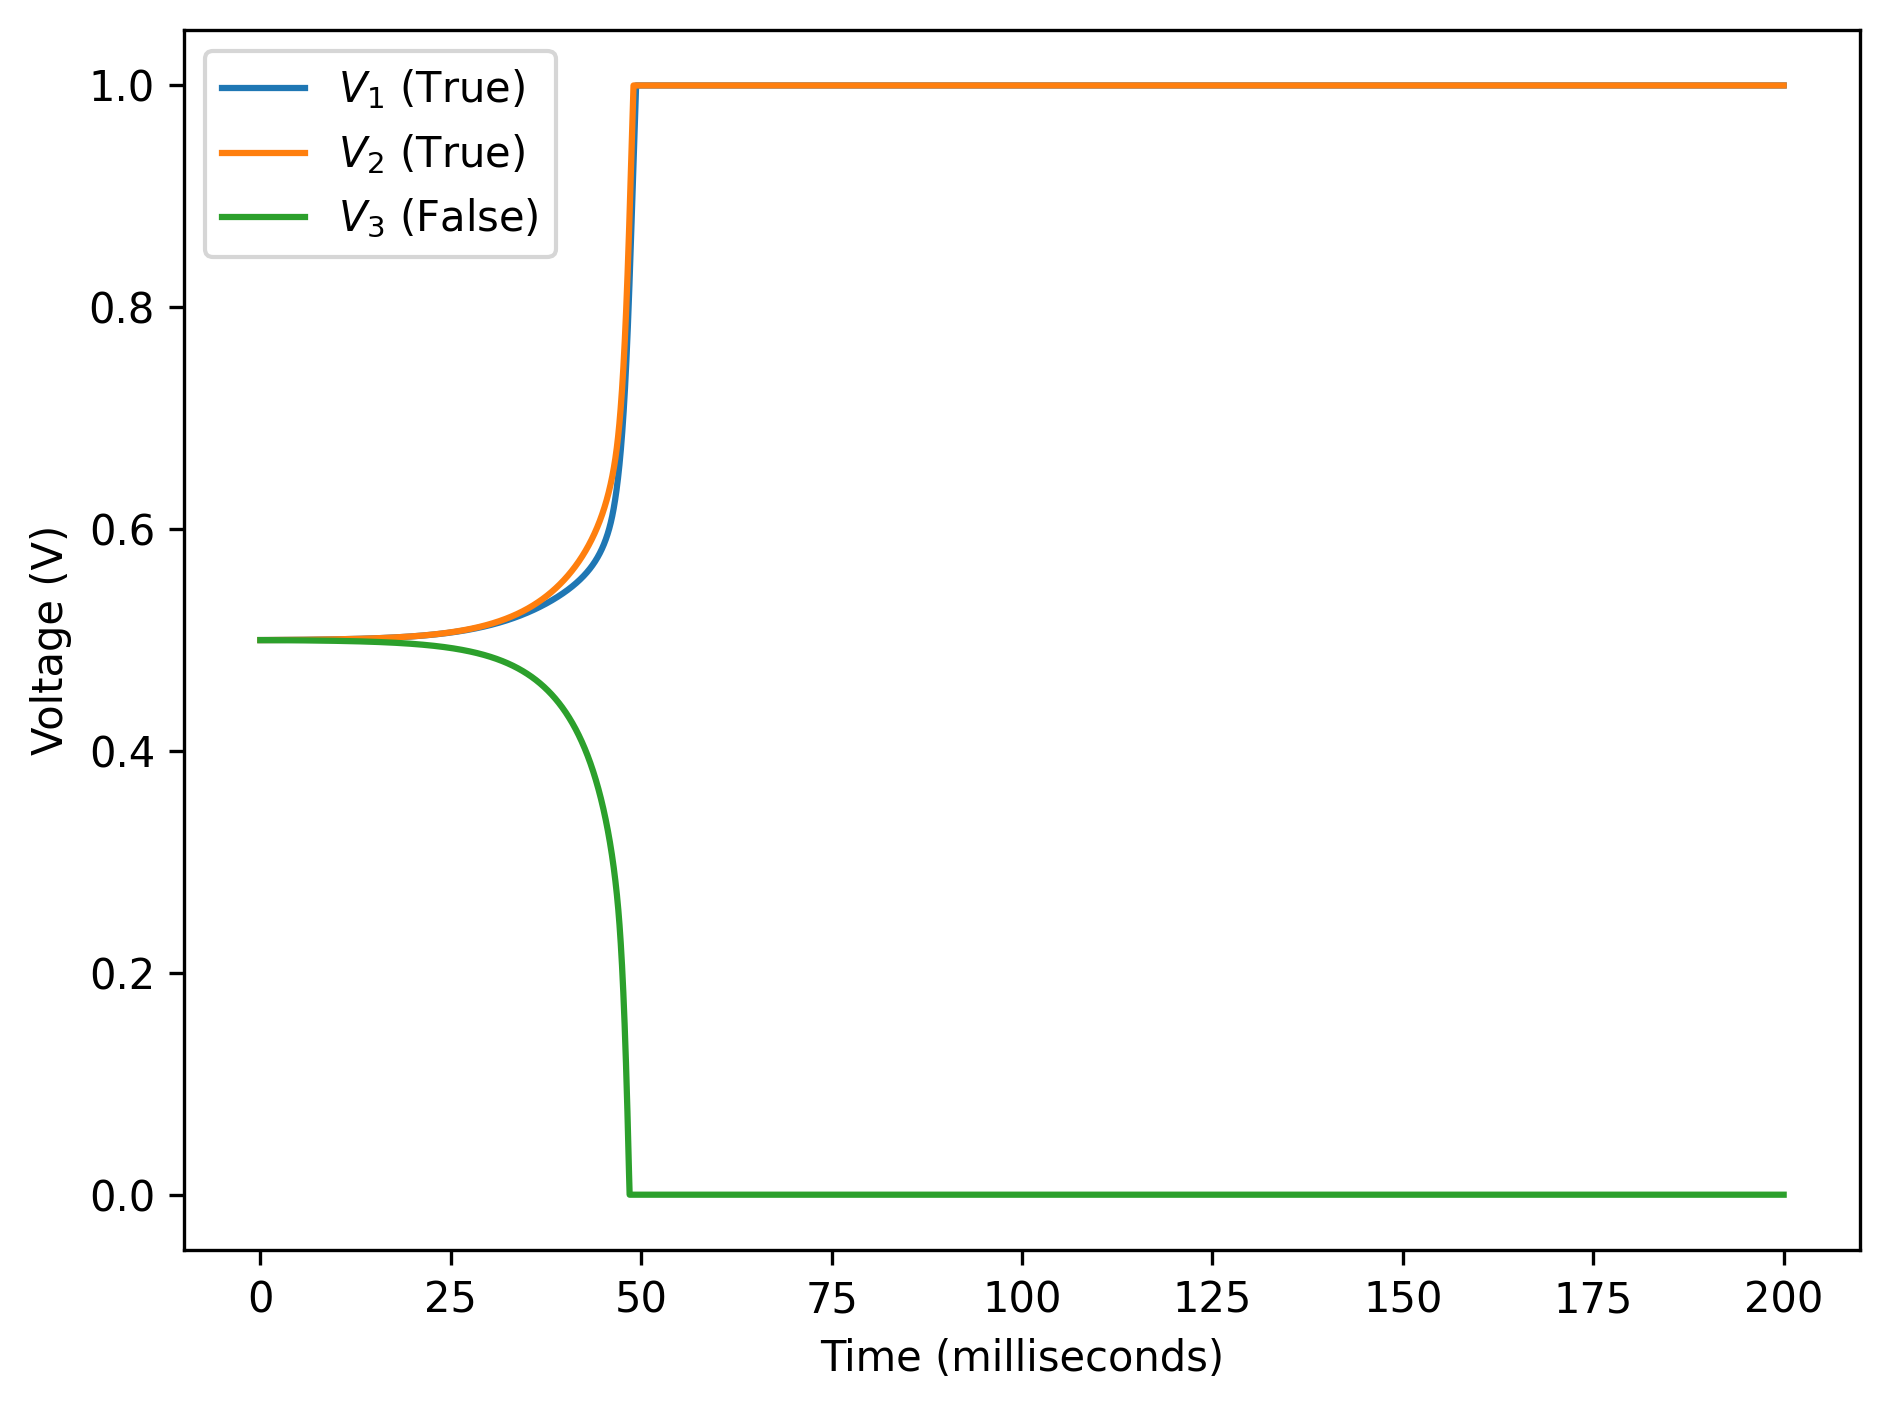 V₁ (True)
V₂ (True)
V₃ (False)
1.0
0.8
0.6
0.4
0.2
0.0
Voltage (V)
0 25 50 75 100 125 150 175 200
Time (milliseconds)